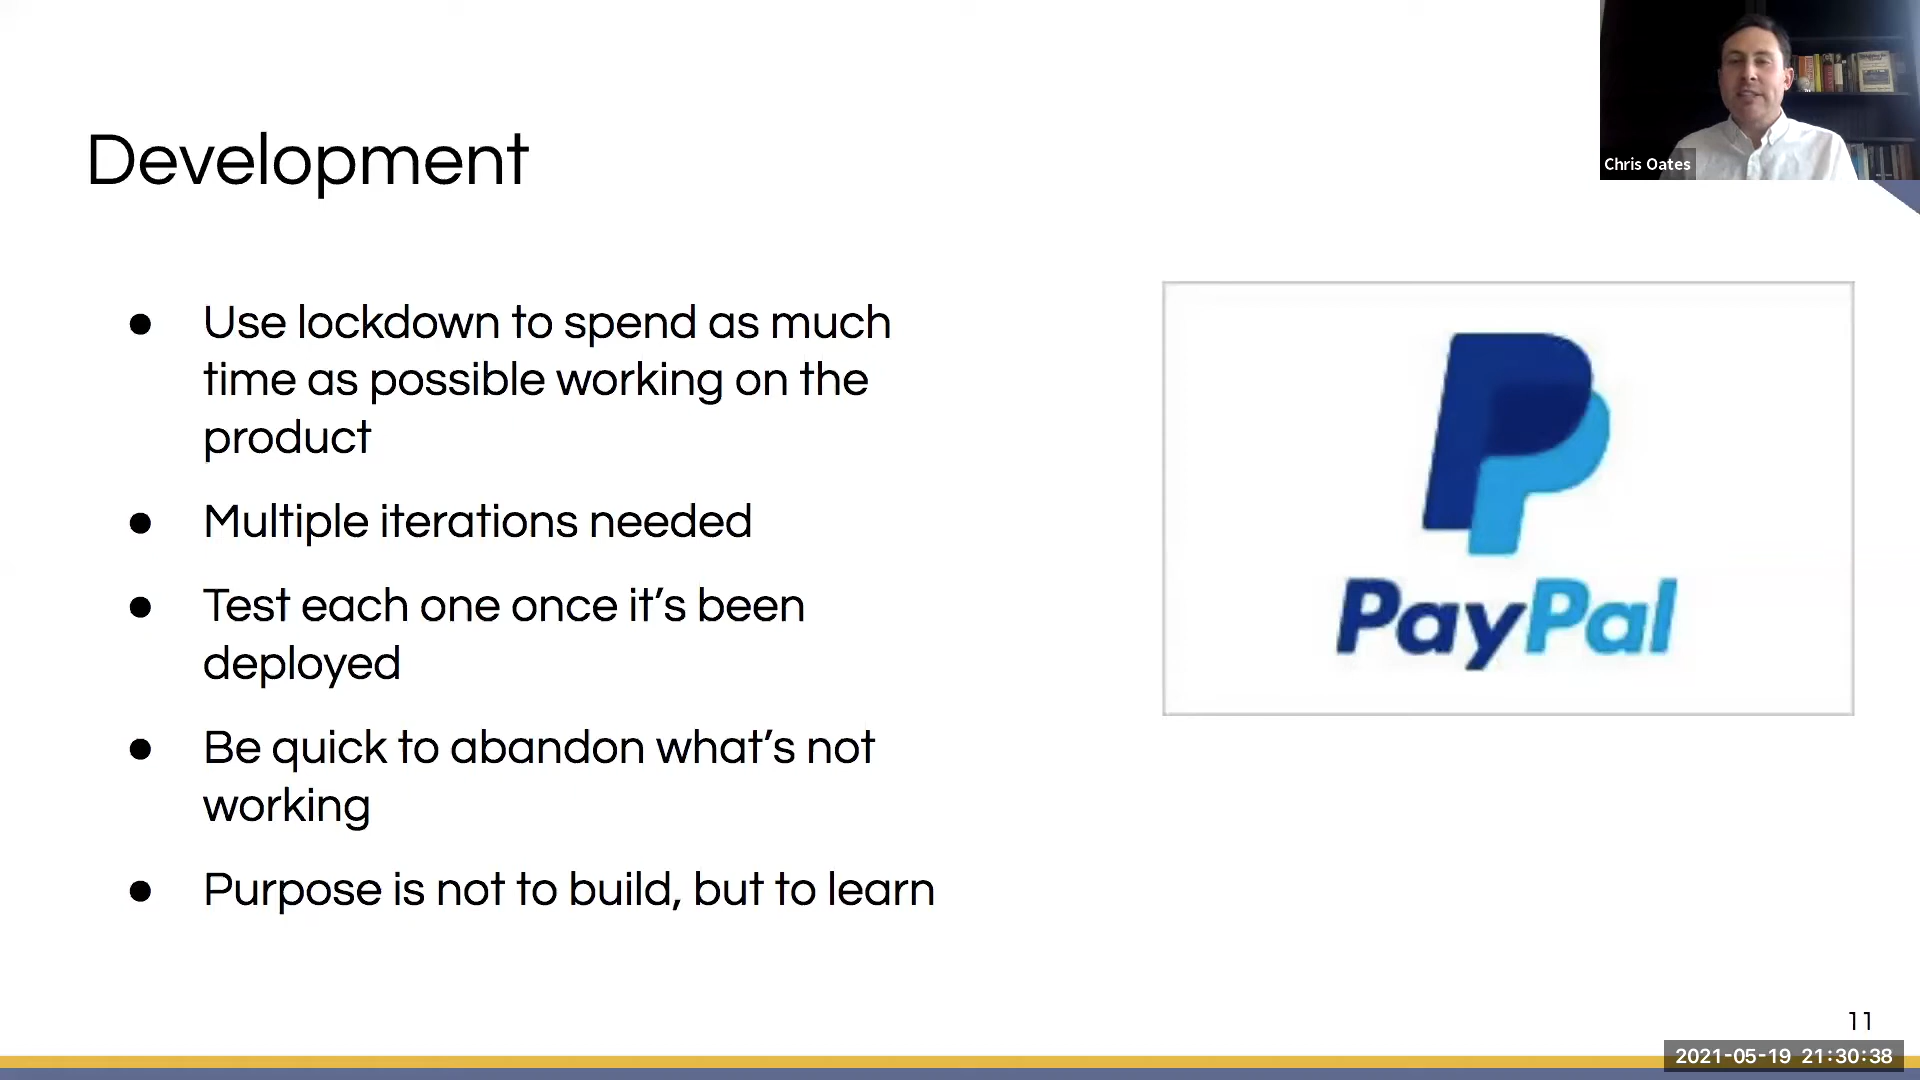 Chris Oates
Development
● Use lockdown to spend as much
time as possible working on the
product
● Multiple iterations needed
● Test each one once it’s been
deployed
● Be quick to abandon what’s not
working
● Purpose is not to build, but to learn
PayPal
11
2021-05-19 21:30:38